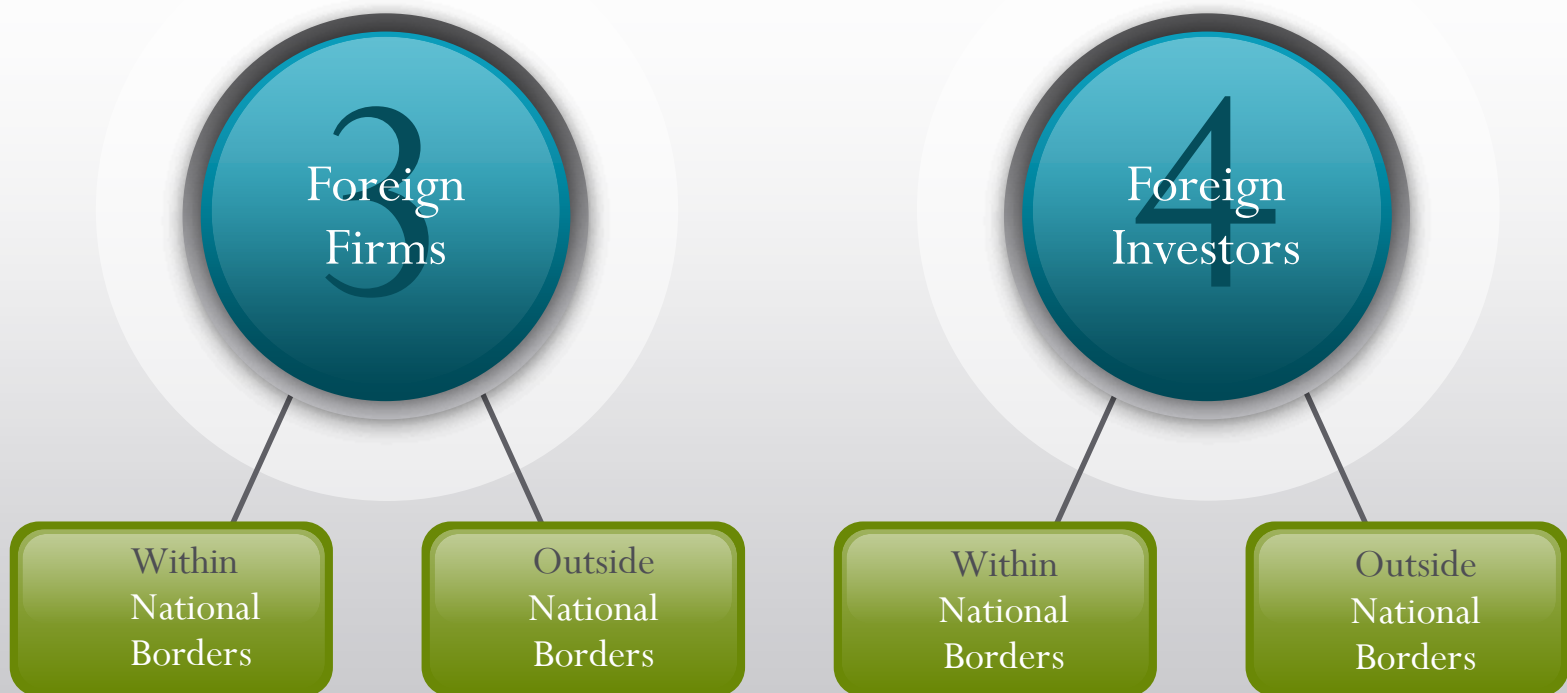 3
Foreign
Firms
4
Foreign
Investors
Within
National
Borders
Outside
National
Borders
Within
National
Borders
Outside
National
Borders